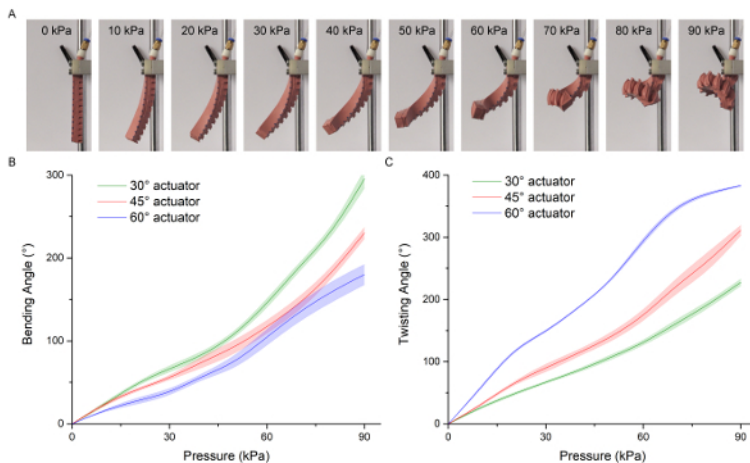 A
0 kPa 10 kPa 20 kPa 30 kPa 40 kPa 50 kPa 60 kPa 70 kPa 80 kPa 90 kPa
B
300
200
100
0
Bending Angle (°)
30° actuator
45° actuator
60° actuator
0 30 60 90
Pressure (kPa)
C
400
300
200
100
0
Twisting Angle (°)
30° actuator
45° actuator
60° actuator
0 30 60 90
Pressure (kPa)